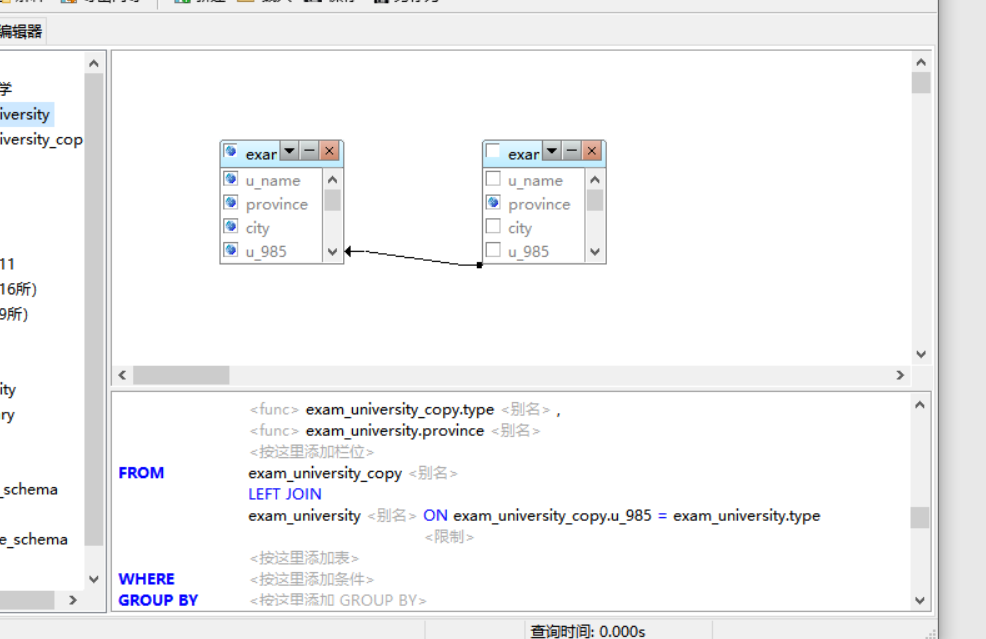 编辑器
学
iversity
iversity_cop
11
16所)
9所)
ity
ry
_schema
e_schema
exar
u_name
province
city
u_985
exar
u_name
province
city
u_985
<func> exam_university_copy.type <别名> ,
<func> exam_university.province <别名>
<按这里添加栏位>
FROM exam_university_copy <别名>
LEFT JOIN
exam_university <别名> ON exam_university_copy.u_985 = exam_university.type
<限制>
<按这里添加表>
WHERE <按这里添加条件>
GROUP BY <按这里添加 GROUP BY>
查询时间: 0.000s